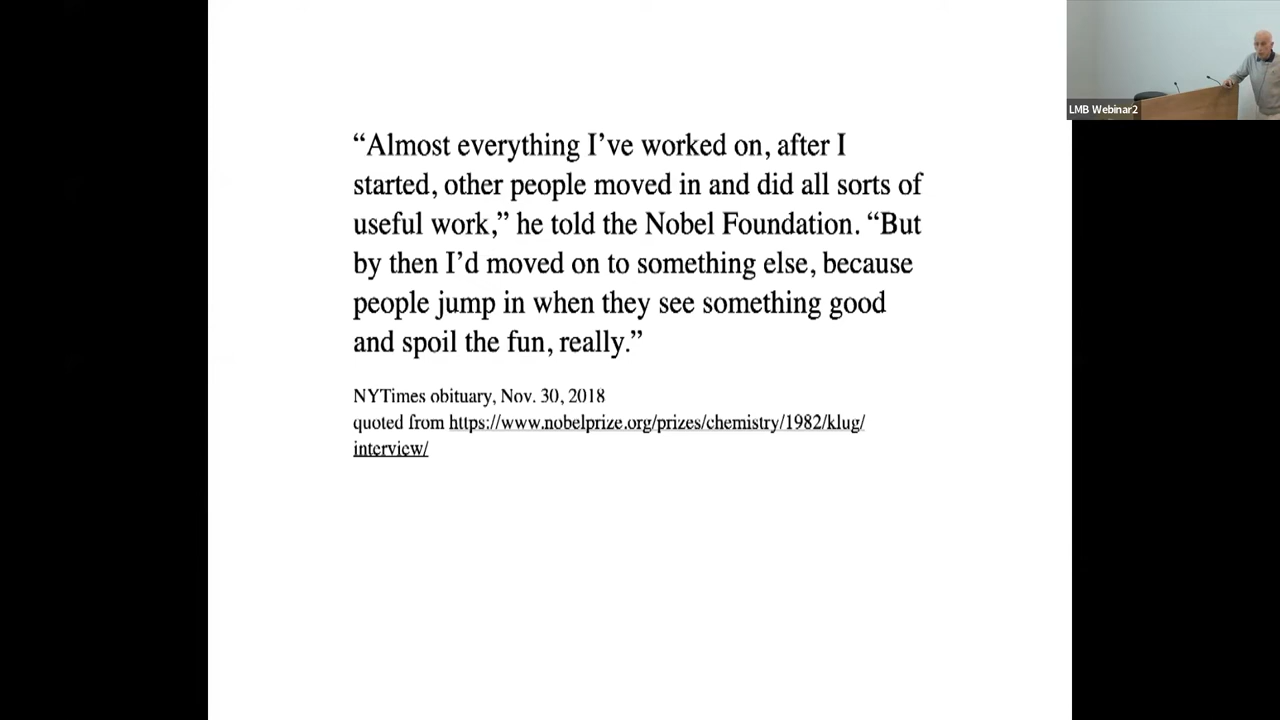 “Almost everything I’ve worked on, after I
started, other people moved in and did all sorts of
useful work,” he told the Nobel Foundation. “But
by then I’d moved on to something else, because
people jump in when they see something good
and spoil the fun, really.”
NYTimes obituary, Nov. 30, 2018
quoted from https://www.nobelprize.org/prizes/chemistry/1982/klug/
interview/
LMB Webinar2